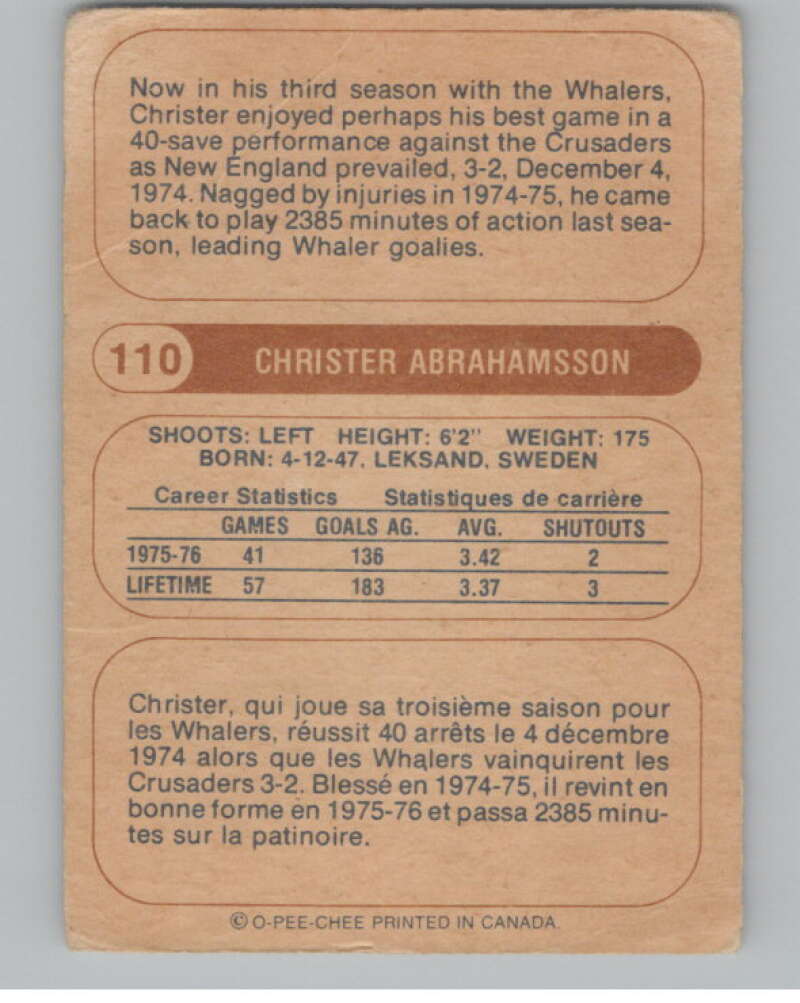 Now in his third season with the Whalers,
Christer enjoyed perhaps his best game in a
40-save performance against the Crusaders
as New England prevailed, 3-2, December 4,
1974. Nagged by injuries in 1974-75, he came
back to play 2385 minutes of action last sea-
son, leading Whaler goalies.
110 CHRISTER ABRAHAMSSON
SHOOTS: LEFT HEIGHT: 6'2" WEIGHT: 175
BORN: 4-12-47, LEKSAND, SWEDEN
Career Statistics Statistiques de carrière
GAMES GOALS AG. AVG. SHUTOUTS
1975-76 41 136 3.42 2
LIFETIME 57 183 3.37 3
Christer, qui joue sa troisième saison pour
les Whalers, réussit 40 arrêts le 4 décembre
1974 alors que les Whalers vainquirent les
Crusaders 3-2. Blessé en 1974-75, il revint en
bonne forme en 1975-76 et passa 2385 minu-
tes sur la patinoire.
© O-PEE-CHEE PRINTED IN CANADA.